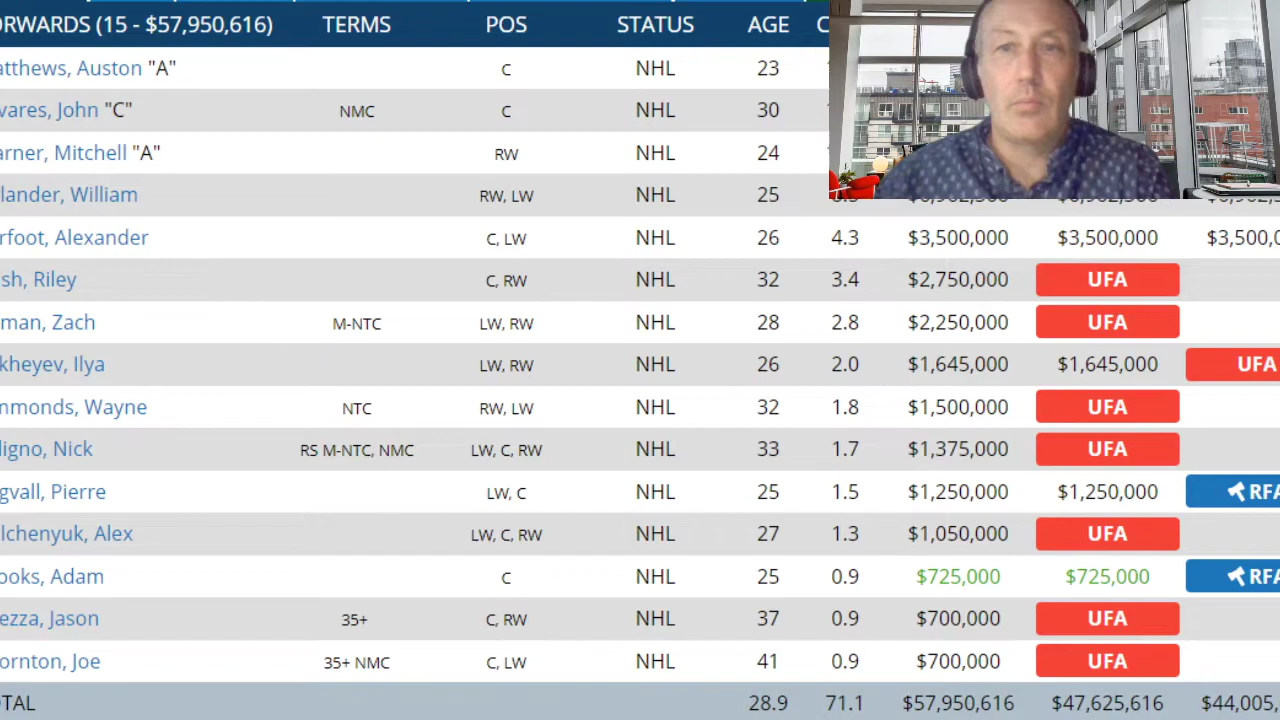 ORWARDS (15 - $57,950,616) TERMS POS STATUS AGE C
atthews, Auston "A" C NHL 23
vares, John "C" NMC C NHL 30
arner, Mitchell "A" RW NHL 24
lander, William RW, LW NHL 25
rfoot, Alexander C, LW NHL 26 4.3 $3,500,000 $3,500,000 $3,500,0
sh, Riley C, RW NHL 32 3.4 $2,750,000 UFA
man, Zach M-NTC LW, RW NHL 28 2.8 $2,250,000 UFA
kheyev, Ilya LW, RW NHL 26 2.0 $1,645,000 $1,645,000 UFA
mmonds, Wayne NTC RW, LW NHL 32 1.8 $1,500,000 UFA
ligno, Nick RS M-NTC, NMC LW, C, RW NHL 33 1.7 $1,375,000 UFA
gvall, Pierre LW, C NHL 25 1.5 $1,250,000 $1,250,000 RFA
lchenyuk, Alex LW, C, RW NHL 27 1.3 $1,050,000 UFA
ooks, Adam C NHL 25 0.9 $725,000 $725,000 RFA
ezza, Jason 35+ C, RW NHL 37 0.9 $700,000 UFA
ornton, Joe 35+ NMC C, LW NHL 41 0.9 $700,000 UFA
OTAL 28.9 71.1 $57,950,616 $47,625,616 $44,005,